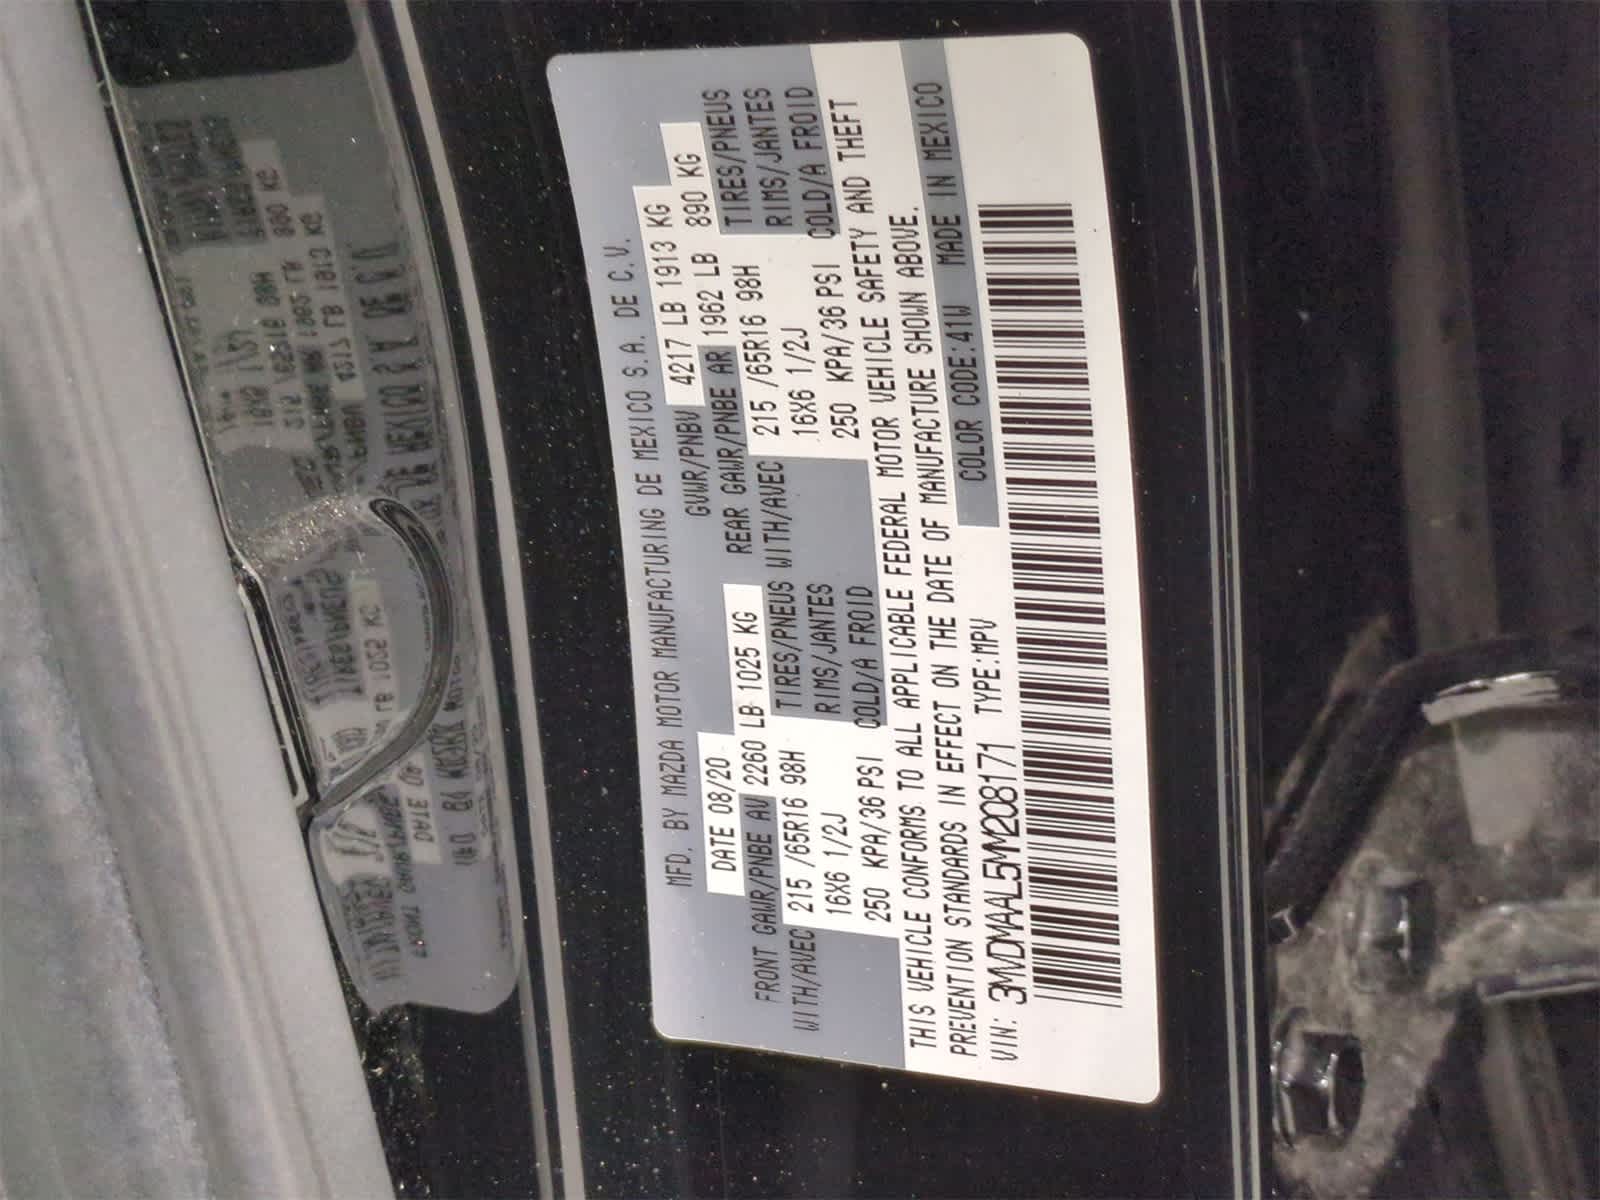 MFD. BY MAZDA MOTOR MANUFACTURING DE MEXICO S.A. DE C.V.
DATE 08/20 GVWR/PNBV 4217 LB 1913 KG
FRONT GAWR/PNBE AV 2260 LB 1025 KG REAR GAWR/PNBE AR 1962 LB 890 KG
WITH/AVEC 215 /65R16 98H TIRES/PNEUS WITH/AVEC 215 /65R16 98H TIRES/PNEUS
16X6 1/2J RIMS/JANTES 16X6 1/2J RIMS/JANTES
250 KPA/36 PSI COLD/A FROID 250 KPA/36 PSI COLD/A FROID
THIS VEHICLE CONFORMS TO ALL APPLICABLE FEDERAL MOTOR VEHICLE SAFETY AND THEFT
PREVENTION STANDARDS IN EFFECT ON THE DATE OF MANUFACTURE SHOWN ABOVE.
VIN: 3MVDMAAL5MM208171 TYPE:MPV COLOR CODE:41W MADE IN MEXICO